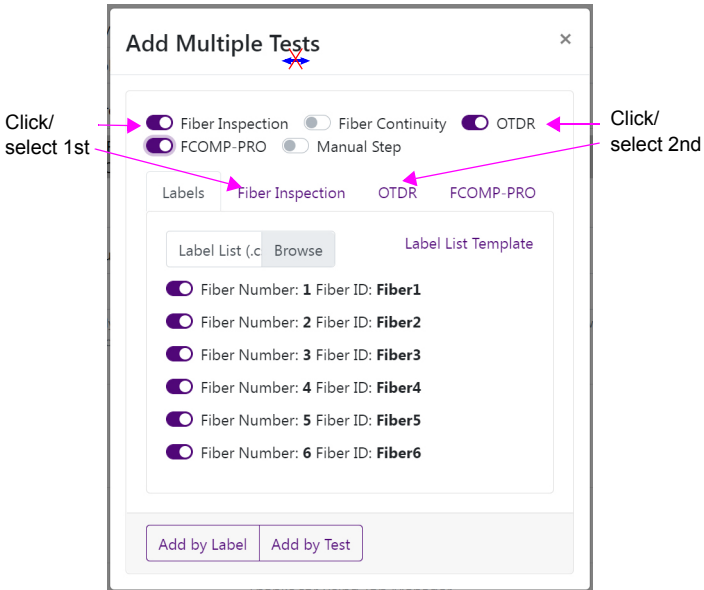 Add Multiple Tests ×
Click/
select 1st
Fiber Inspection Fiber Continuity OTDR
FCOMP-PRO Manual Step
Click/
select 2nd
Labels Fiber Inspection OTDR FCOMP-PRO
Label List (.c Browse Label List Template
Fiber Number: 1 Fiber ID: Fiber1
Fiber Number: 2 Fiber ID: Fiber2
Fiber Number: 3 Fiber ID: Fiber3
Fiber Number: 4 Fiber ID: Fiber4
Fiber Number: 5 Fiber ID: Fiber5
Fiber Number: 6 Fiber ID: Fiber6
Add by Label Add by Test